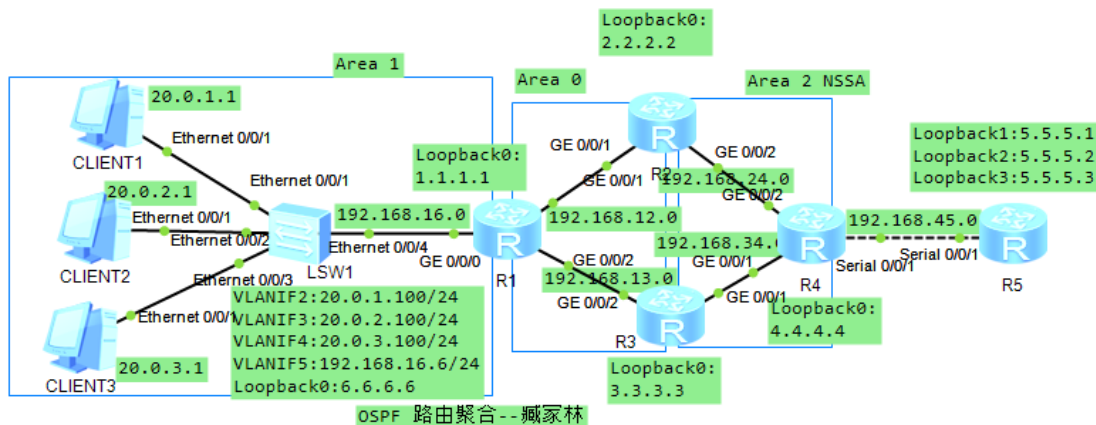 Loopback0:
2.2.2.2
Area 1
Area 0
Area 2 NSSA
20.0.1.1
Ethernet 0/0/1
CLIENT1
Ethernet 0/0/1
Loopback0:
1.1.1.1
GE 0/0/1
GE 0/0/1
R
R2
GE 0/0/2
192.168.24.0
GE 0/0/2
Loopback1:5.5.5.1
Loopback2:5.5.5.2
Loopback3:5.5.5.3
20.0.2.1
Ethernet 0/0/1
Ethernet 0/0/2
CLIENT2
192.168.16.0
Ethernet 0/0/4
GE 0/0/0
LSW1
R
R1
192.168.12.0
GE 0/0/2
192.168.13.0
GE 0/0/2
192.168.34.0
GE 0/0/1
GE 0/0/1
R
R4
192.168.45.0
Serial 0/0/1
Serial 0/0/1
R
R5
Ethernet 0/0/3
Ethernet 0/0/1
CLIENT3
20.0.3.1
VLANIF2:20.0.1.100/24
VLANIF3:20.0.2.100/24
VLANIF4:20.0.3.100/24
VLANIF5:192.168.16.6/24
Loopback0:6.6.6.6
R
R3
Loopback0:
3.3.3.3
Loopback0:
4.4.4.4
OSPF 路由聚合--臧冢林